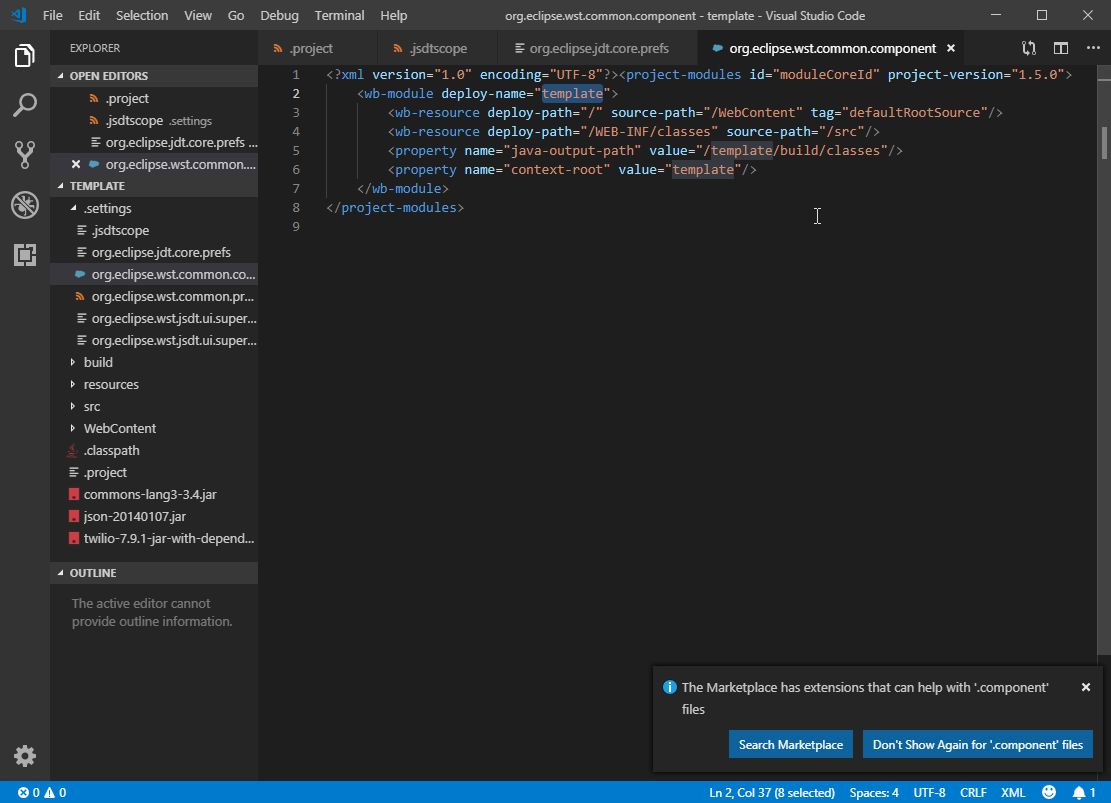 File Edit Selection View Go Debug Terminal Help org.eclipse.wst.common.component - template - Visual Studio Code
EXPLORER
OPEN EDITORS
.project
.jsdtscope .settings
org.eclipse.jdt.core.prefs ...
org.eclipse.wst.common....
TEMPLATE
.settings
.jsdtscope
org.eclipse.jdt.core.prefs
org.eclipse.wst.common.co...
org.eclipse.wst.common.pr...
org.eclipse.wst.jsdt.ui.super...
org.eclipse.wst.jsdt.ui.super...
build
resources
src
WebContent
.classpath
.project
commons-lang3-3.4.jar
json-20140107.jar
twilio-7.9.1-jar-with-depend...
OUTLINE
The active editor cannot
provide outline information.
.project .jsdtscope org.eclipse.jdt.core.prefs org.eclipse.wst.common.component
1 <?xml version="1.0" encoding="UTF-8"?><project-modules id="moduleCoreId" project-version="1.5.0">
2 <wb-module deploy-name="template">
3 <wb-resource deploy-path="/" source-path="/WebContent" tag="defaultRootSource"/>
4 <wb-resource deploy-path="/WEB-INF/classes" source-path="/src"/>
5 <property name="java-output-path" value="/template/build/classes"/>
6 <property name="context-root" value="template"/>
7 </wb-module>
8 </project-modules>
9
The Marketplace has extensions that can help with '.component'
files
Search Marketplace Don't Show Again for '.component' files
0 0 Ln 2, Col 37 (8 selected) Spaces: 4 UTF-8 CRLF XML 1